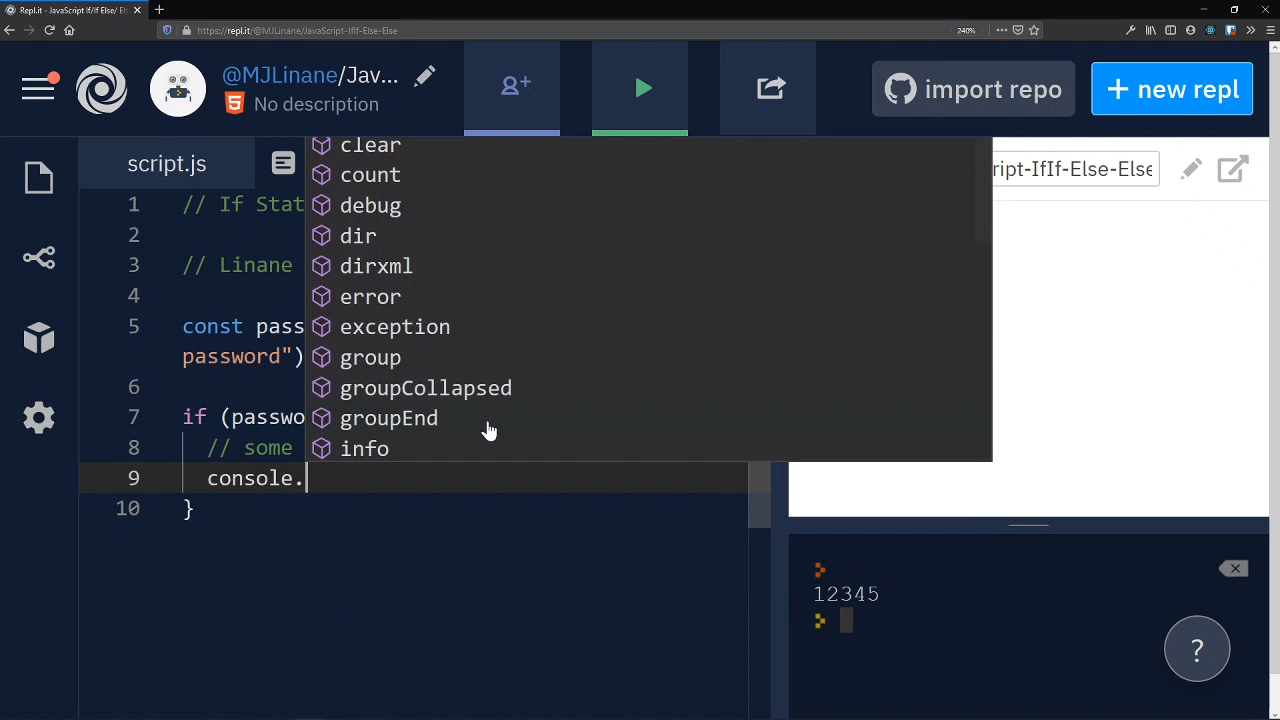 Repl.it - JavaScript If/If Else/ Els
https://repl.it/@MJLinane/JavaScript-IfIf-Else-Else
240%
@MJLinane/Jav...
No description
import repo
+ new repl
script.js
ript-IfIf-Else-Else
clear
count
debug
dir
dirxml
error
exception
group
groupCollapsed
groupEnd
info
1 // If Stat
2
3 // Linane
4
5 const pass
password")
6
7 if (passwo
8 // some
9 console.
10 }
12345
?